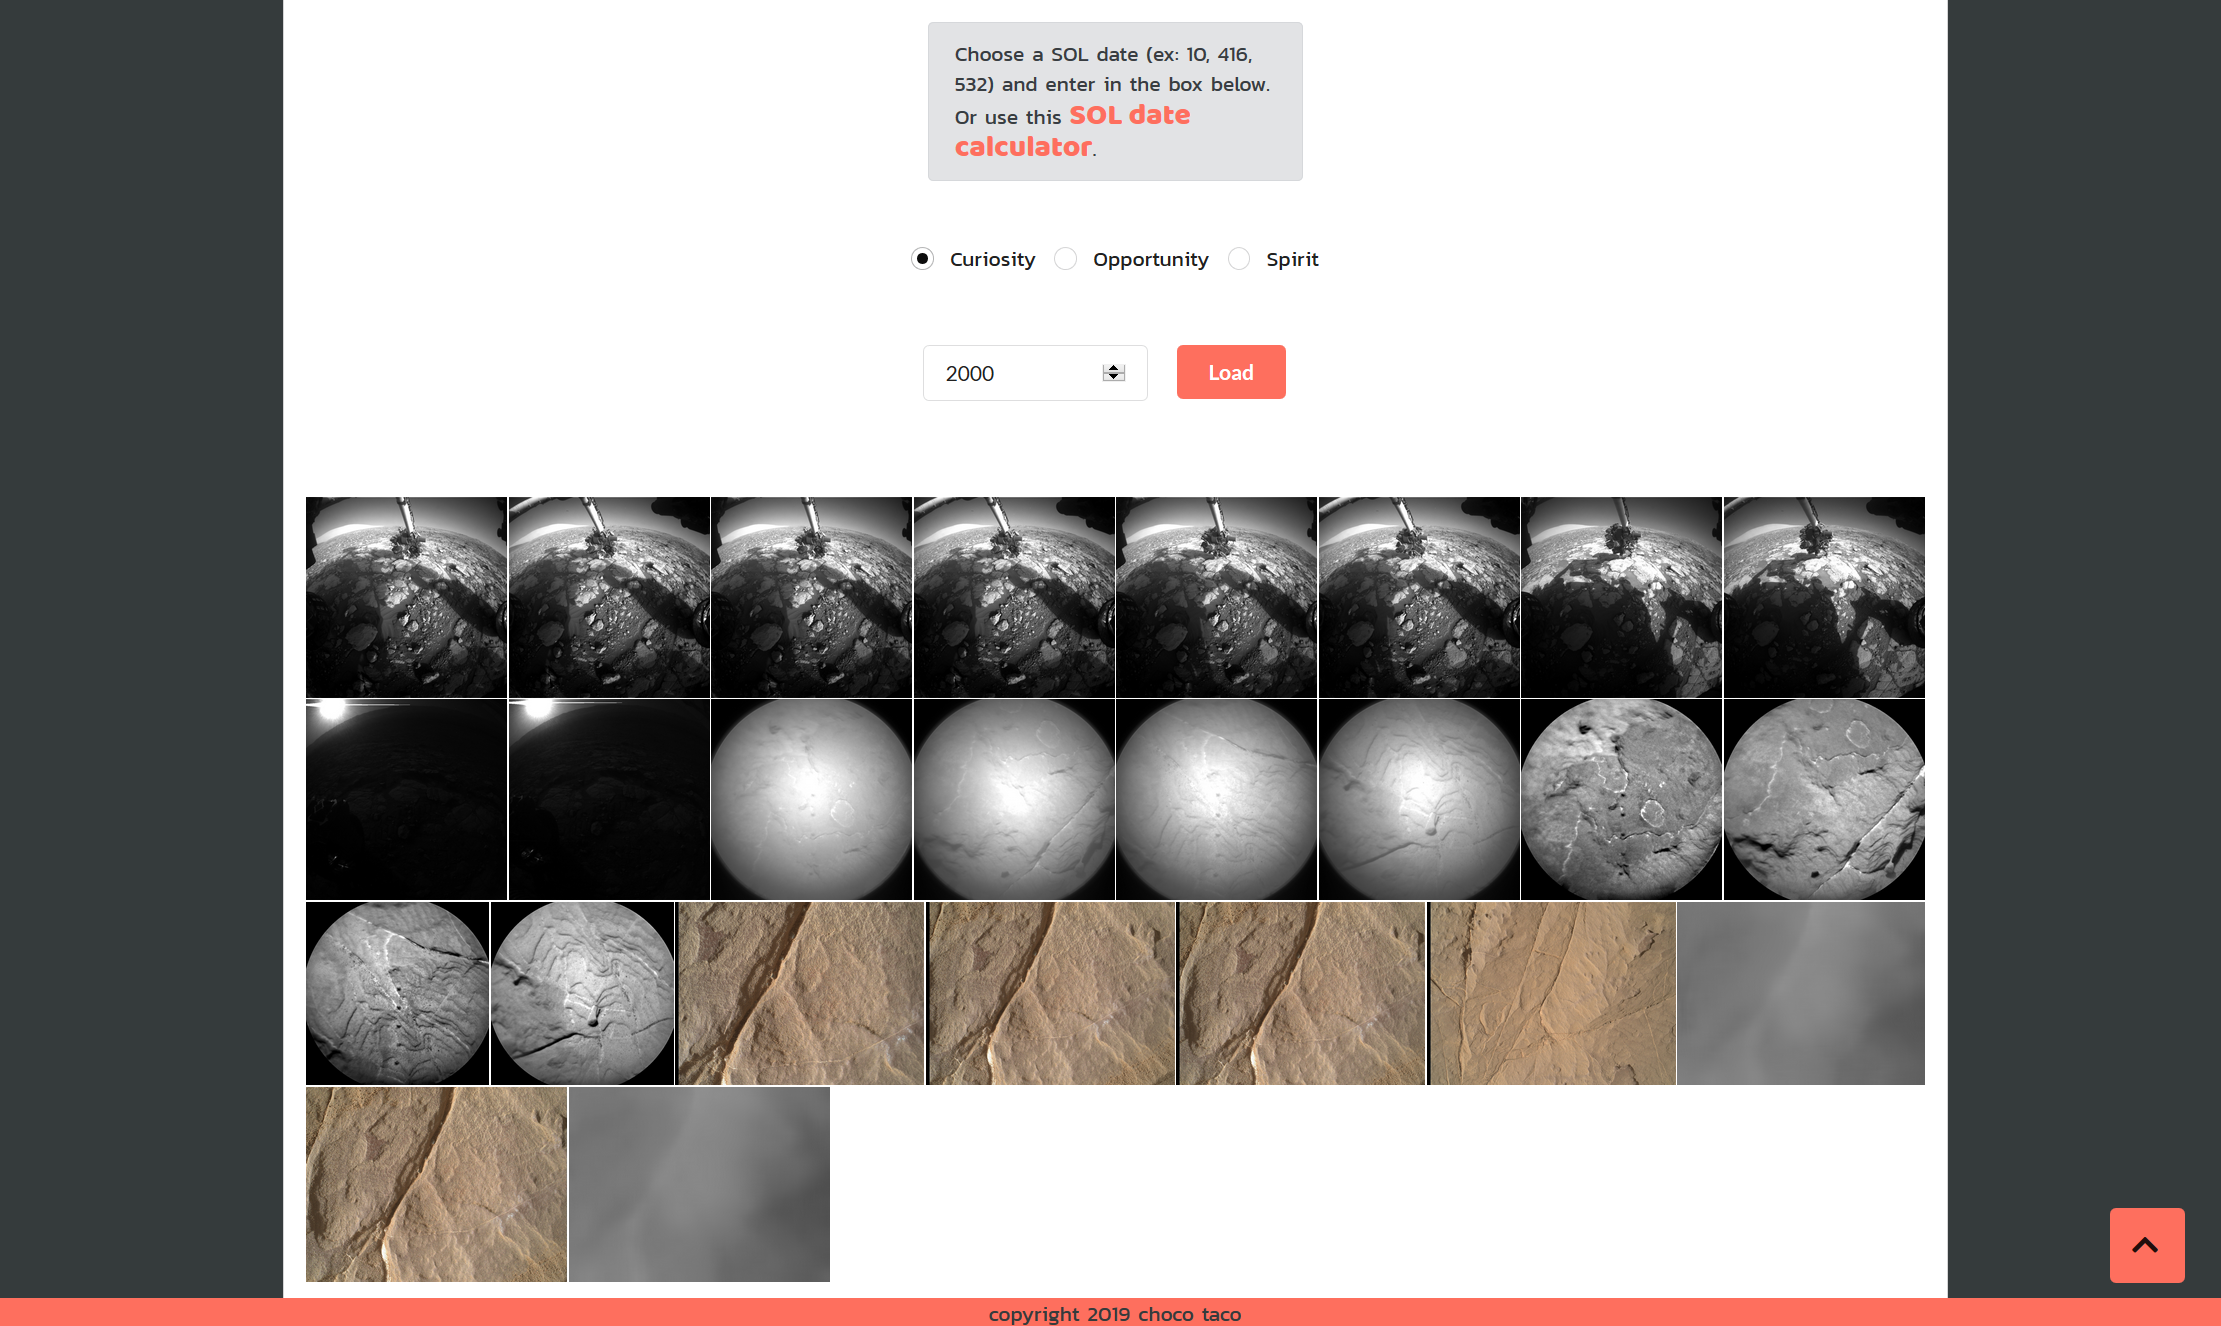 Choose a SOL date (ex: 10, 416,
532) and enter in the box below.
Or use this SOL date
calculator.
Curiosity Opportunity Spirit
2000 Load
copyright 2019 choco taco